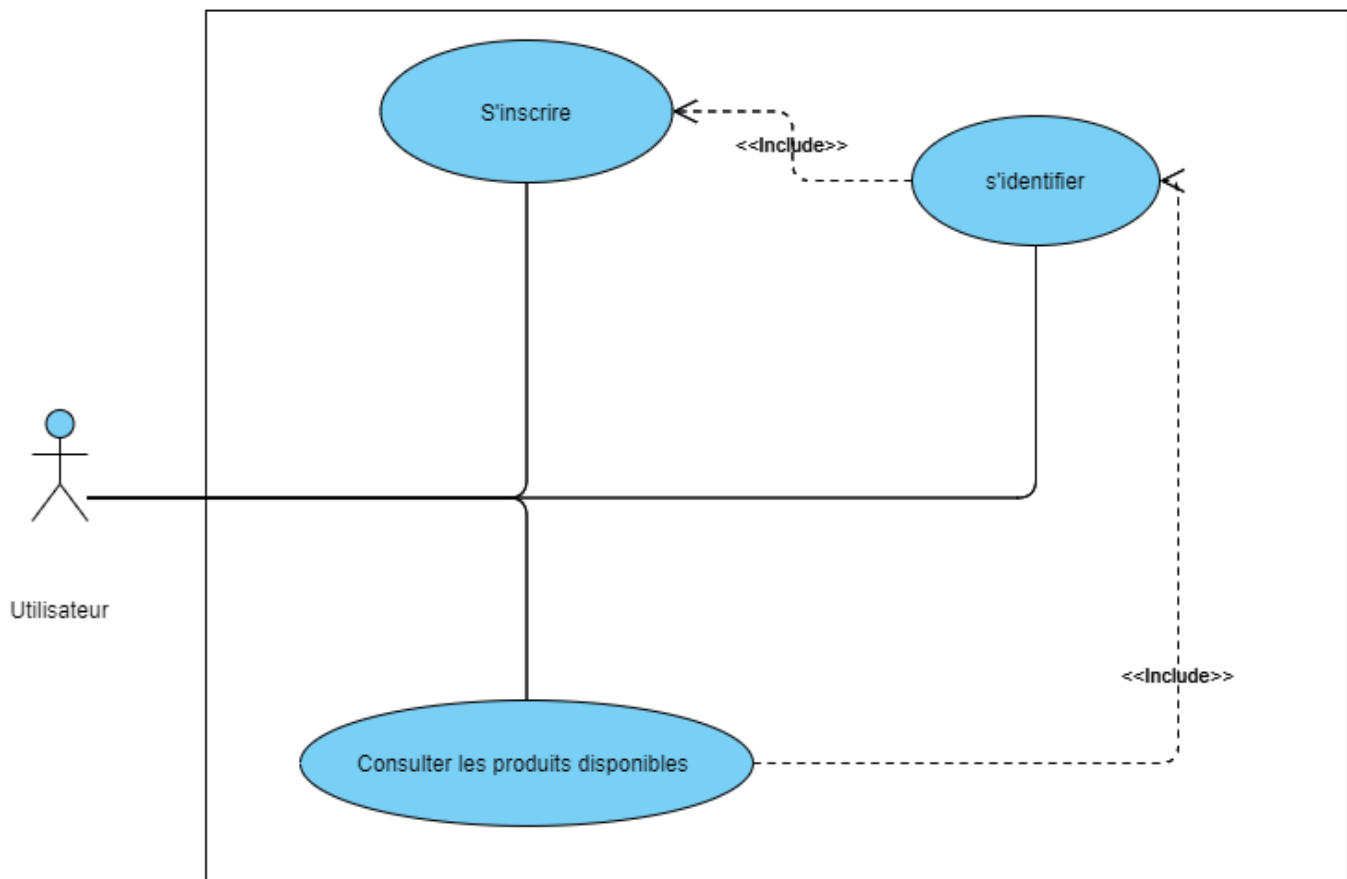 S'inscrire
<<Include>>
s'identifier
Utilisateur
<<Include>>
Consulter les produits disponibles